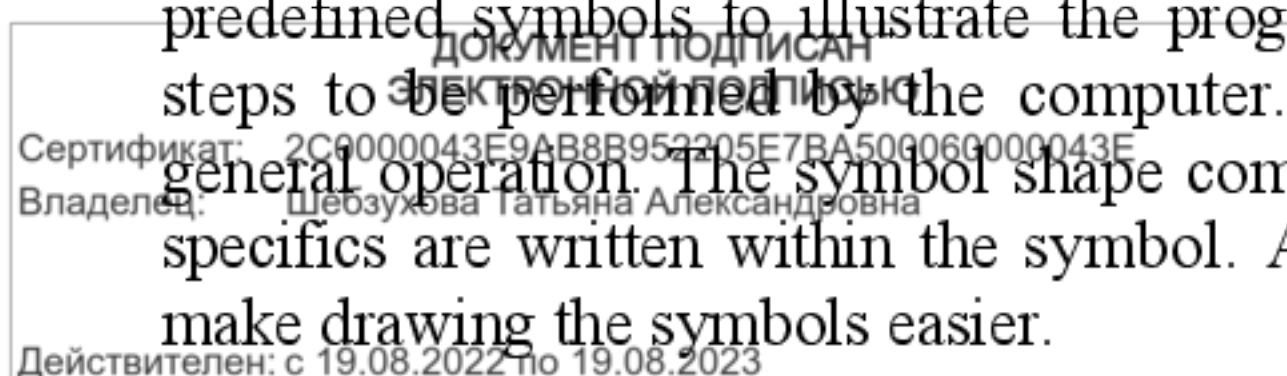 predefined symbols to illustrate the prog
ДОКУМЕНТ ПОДПИСАН
steps to be performed by the computer.
ЭЛЕКТРОННОЙ ПОДПИСЬЮ
Сертификат: 2C0000043E9AB8B952205E7BA500060000043E
general operation. The symbol shape com
Владелец: Шебзухова Татьяна Александровна
specifics are written within the symbol. A
make drawing the symbols easier.
Действителен: с 19.08.2022 по 19.08.2023